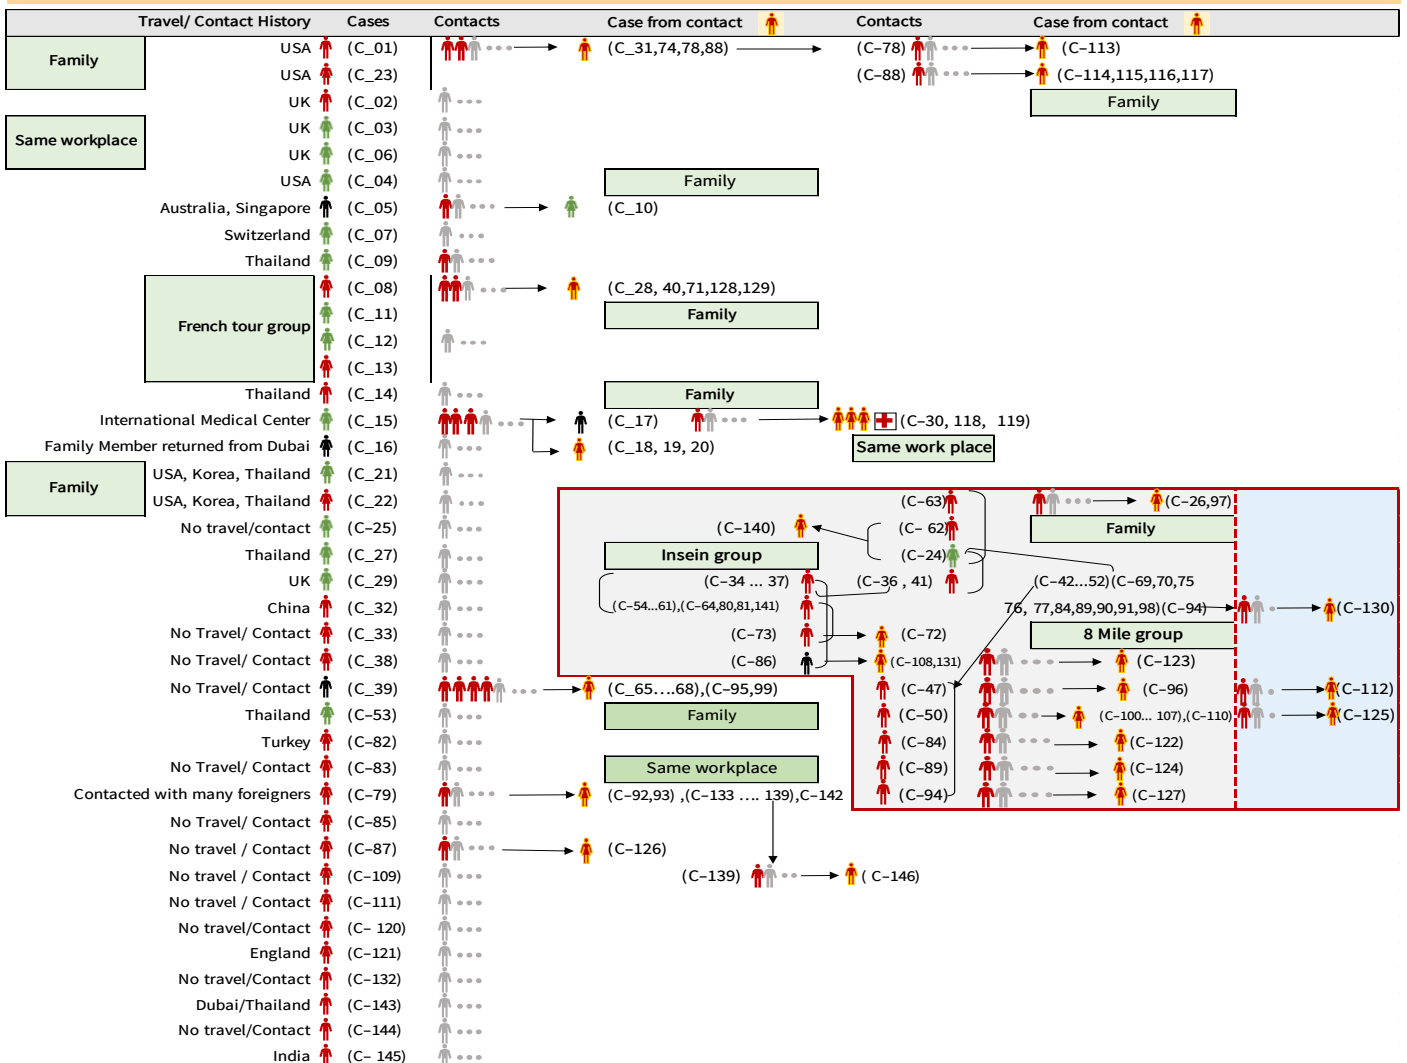 Travel/ Contact History Cases Contacts Case from contact Contacts Case from contact
Family
USA (C_01) (C_31,74,78,88) (C-78) (C-113)
USA (C_23) (C-88) (C-114,115,116,117)
UK (C_02) Family
Same workplace
UK (C_03)
UK (C_06)
USA (C_04) Family
Australia, Singapore (C_05) (C_10)
Switzerland (C_07)
Thailand (C_09)
French tour group
(C_08) (C_28, 40,71,128,129)
(C_11) Family
(C_12)
(C_13)
Thailand (C_14) Family
International Medical Center (C_15) (C_17) (C-30, 118, 119)
Family Member returned from Dubai (C_16) (C_18, 19, 20) Same work place
Family
USA, Korea, Thailand (C_21)
USA, Korea, Thailand (C_22) (C-63) (C-26,97)
No travel/contact (C-25) (C-140) (C- 62) Family
Thailand (C_27) Insein group (C-24)
UK (C_29) (C-34 ... 37) (C-36 , 41) (C-42...52)(C-69,70,75
China (C_32) (C-54...61),(C-64,80,81,141) 76, 77,84,89,90,91,98)(C-94) (C-130)
No Travel/ Contact (C_33) (C-73) (C-72) 8 Mile group
No Travel/ Contact (C_38) (C-86) (C-108,131) (C-123)
No Travel/ Contact (C_39) (C_65....68),(C-95,99) (C-47) (C-96) (C-112)
Thailand (C-53) Family (C-50) (C-100... 107),(C-110) (C-125)
Turkey (C-82) (C-84) (C-122)
No Travel/ Contact (C-83) Same workplace (C-89) (C-124)
Contacted with many foreigners (C-79) (C-92,93) ,(C-133 .... 139),C-142 (C-94) (C-127)
No Travel/ Contact (C-85)
No travel / Contact (C-87) (C-126)
No travel / Contact (C-109) (C-139) ( C-146)
No travel / Contact (C-111)
No travel/Contact (C- 120)
England (C-121)
No travel/Contact (C-132)
Dubai/Thailand (C-143)
No travel/Contact (C-144)
India (C- 145)